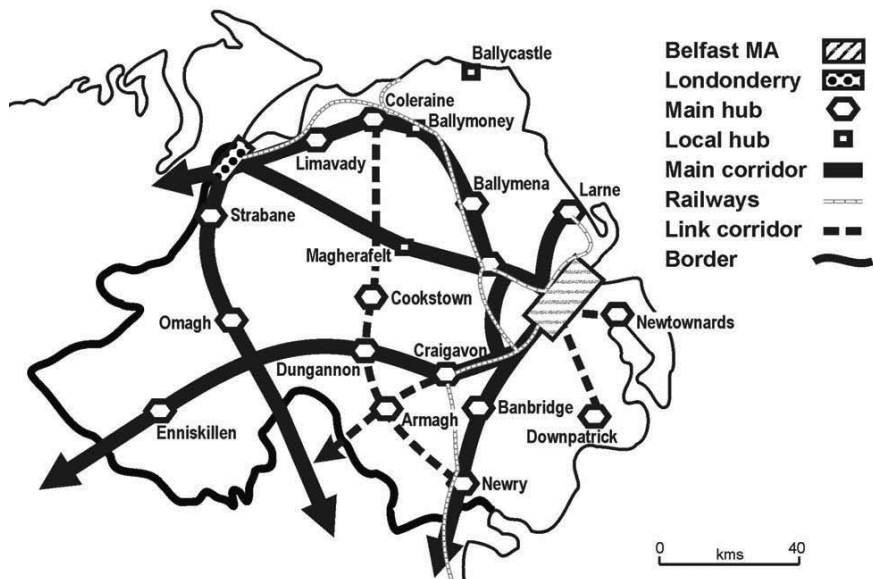 Ballycastle
Coleraine
Ballymoney
Limavady
Ballymena
Larne
Strabane
Magherafelt
Cookstown
Omagh
Newtownards
Craigavon
Dungannon
Enniskillen
Armagh
Banbridge
Downpatrick
Newry
Belfast MA
Londonderry
Main hub
Local hub
Main corridor
Railways
Link corridor
Border
0 40
kms